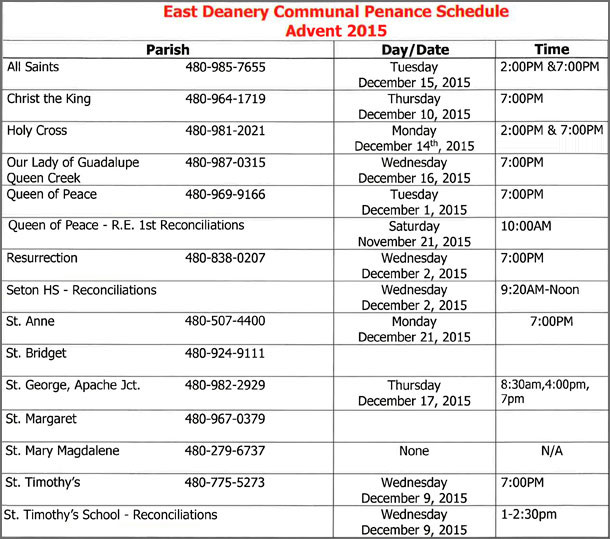 East Deanery Communal Penance Schedule
Advent 2015
Parish Day/Date Time
All Saints 480-985-7655 Tuesday 2:00PM &7:00PM
December 15, 2015
Christ the King 480-964-1719 Thursday 7:00PM
December 10, 2015
Holy Cross 480-981-2021 Monday 2:00PM & 7:00PM
December 14th, 2015
Our Lady of Guadalupe 480-987-0315 Wednesday 7:00PM
Queen Creek December 16, 2015
Queen of Peace 480-969-9166 Tuesday 7:00PM
December 1, 2015
Queen of Peace - R.E. 1st Reconciliations Saturday 10:00AM
November 21, 2015
Resurrection 480-838-0207 Wednesday 7:00PM
December 2, 2015
Seton HS - Reconciliations Wednesday 9:20AM-Noon
December 2, 2015
St. Anne 480-507-4400 Monday 7:00PM
December 21, 2015
St. Bridget 480-924-9111
St. George, Apache Jct. 480-982-2929 Thursday 8:30am,4:00pm,
December 17, 2015 7pm
St. Margaret 480-967-0379
St. Mary Magdalene 480-279-6737 None N/A
St. Timothy's 480-775-5273 Wednesday 7:00PM
December 9, 2015
St. Timothy's School - Reconciliations Wednesday 1-2:30pm
December 9, 2015